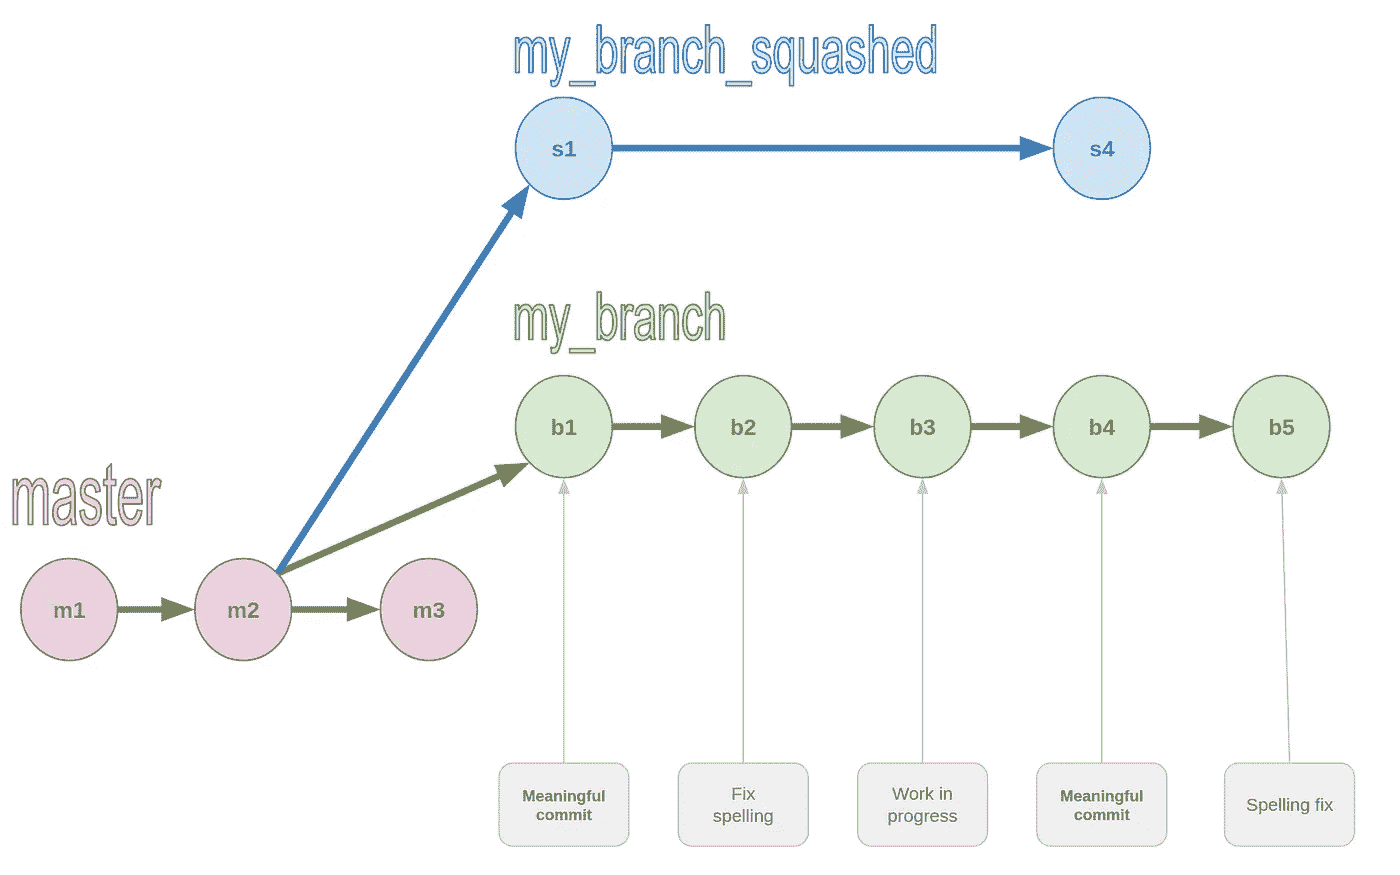 my_branch_squashed
s1
s4
my_branch
b1
b2
b3
b4
b5
master
m1
m2
m3
Meaningful
commit
Fix
spelling
Work in
progress
Meaningful
commit
Spelling fix